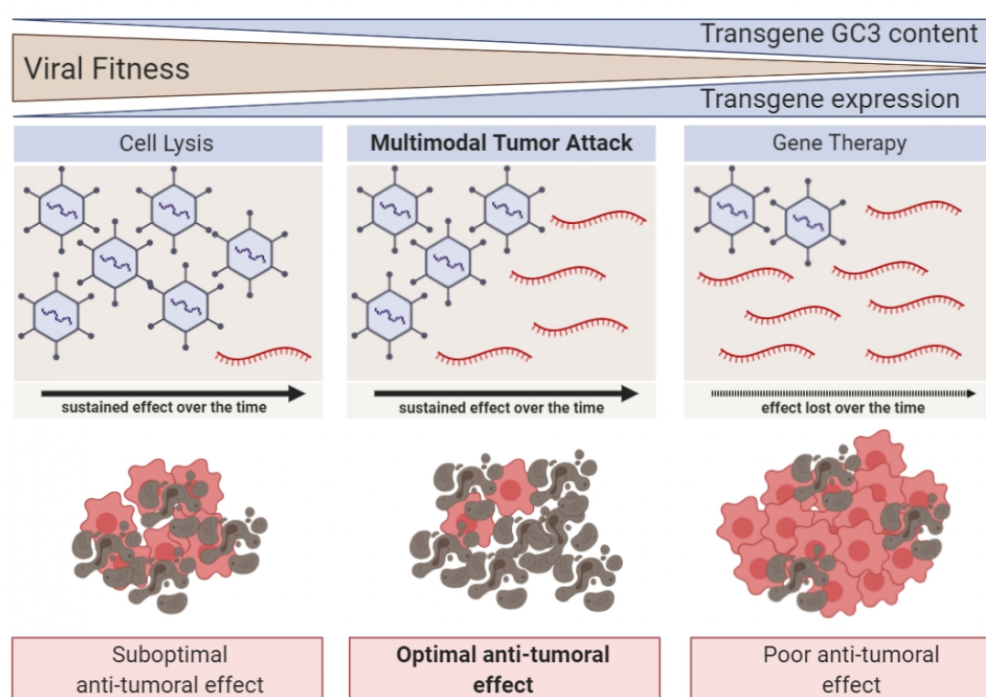 Transgene GC3 content
Viral Fitness
Transgene expression
Cell Lysis
Multimodal Tumor Attack
Gene Therapy
sustained effect over the time
sustained effect over the time
effect lost over the time
Suboptimal
anti-tumoral effect
Optimal anti-tumoral
effect
Poor anti-tumoral
effect